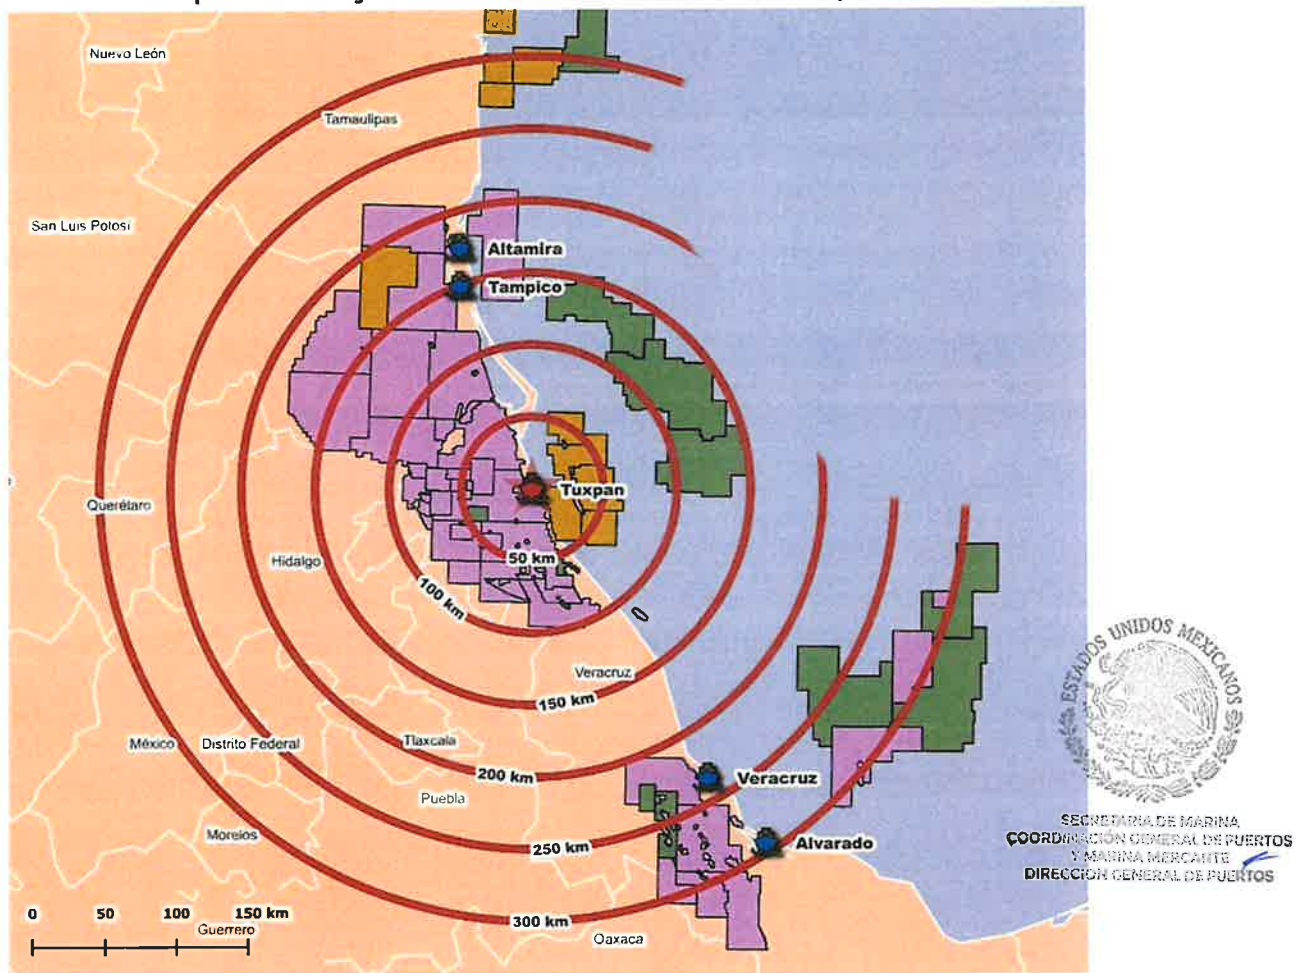 Nuevo León
Tamaulipas
San Luis Potosí
Altamira
Tampico
Querétaro
Tuxpan
Hidalgo
50 km
100 km
Veracruz
150 km
México
Distrito Federal
Tlaxcala
200 km
Veracruz
Puebla
Morelos
250 km
Alvarado
0 50 100 150 km
Guerrero
300 km
Oaxaca
ESTADOS UNIDOS MEXICANOS
SECRETARIA DE MARINA
COORDINACIÓN GENERAL DE PUERTOS
Y MARINA MERCANTE
DIRECCIÓN GENERAL DE PUERTOS